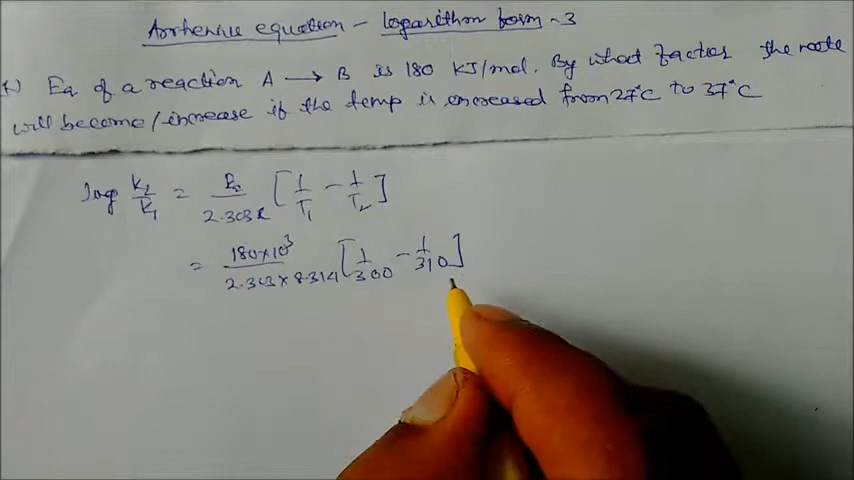 Arrhenius equation - logarithm form - 3
1) Ea of a reaction A → B is 180 KJ/mol. By what factor the rate
will become/increase if the temp is increased from 27°C to 37°C
log K2/K1 = Ea/2.303R [1/T1 - 1/T2]
= 180×10³/2.303×8.314 [1/300 - 1/310]